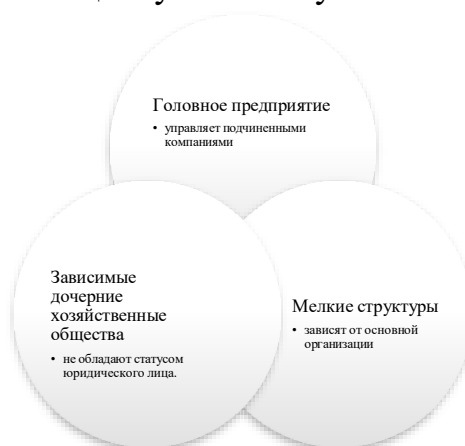 Головное предприятие
• управляет подчиненными
компаниями
Зависимые
дочерние
хозяйственные
общества
• не обладают статусом
юридического лица.
Мелкие структуры
• зависят от основной
организации